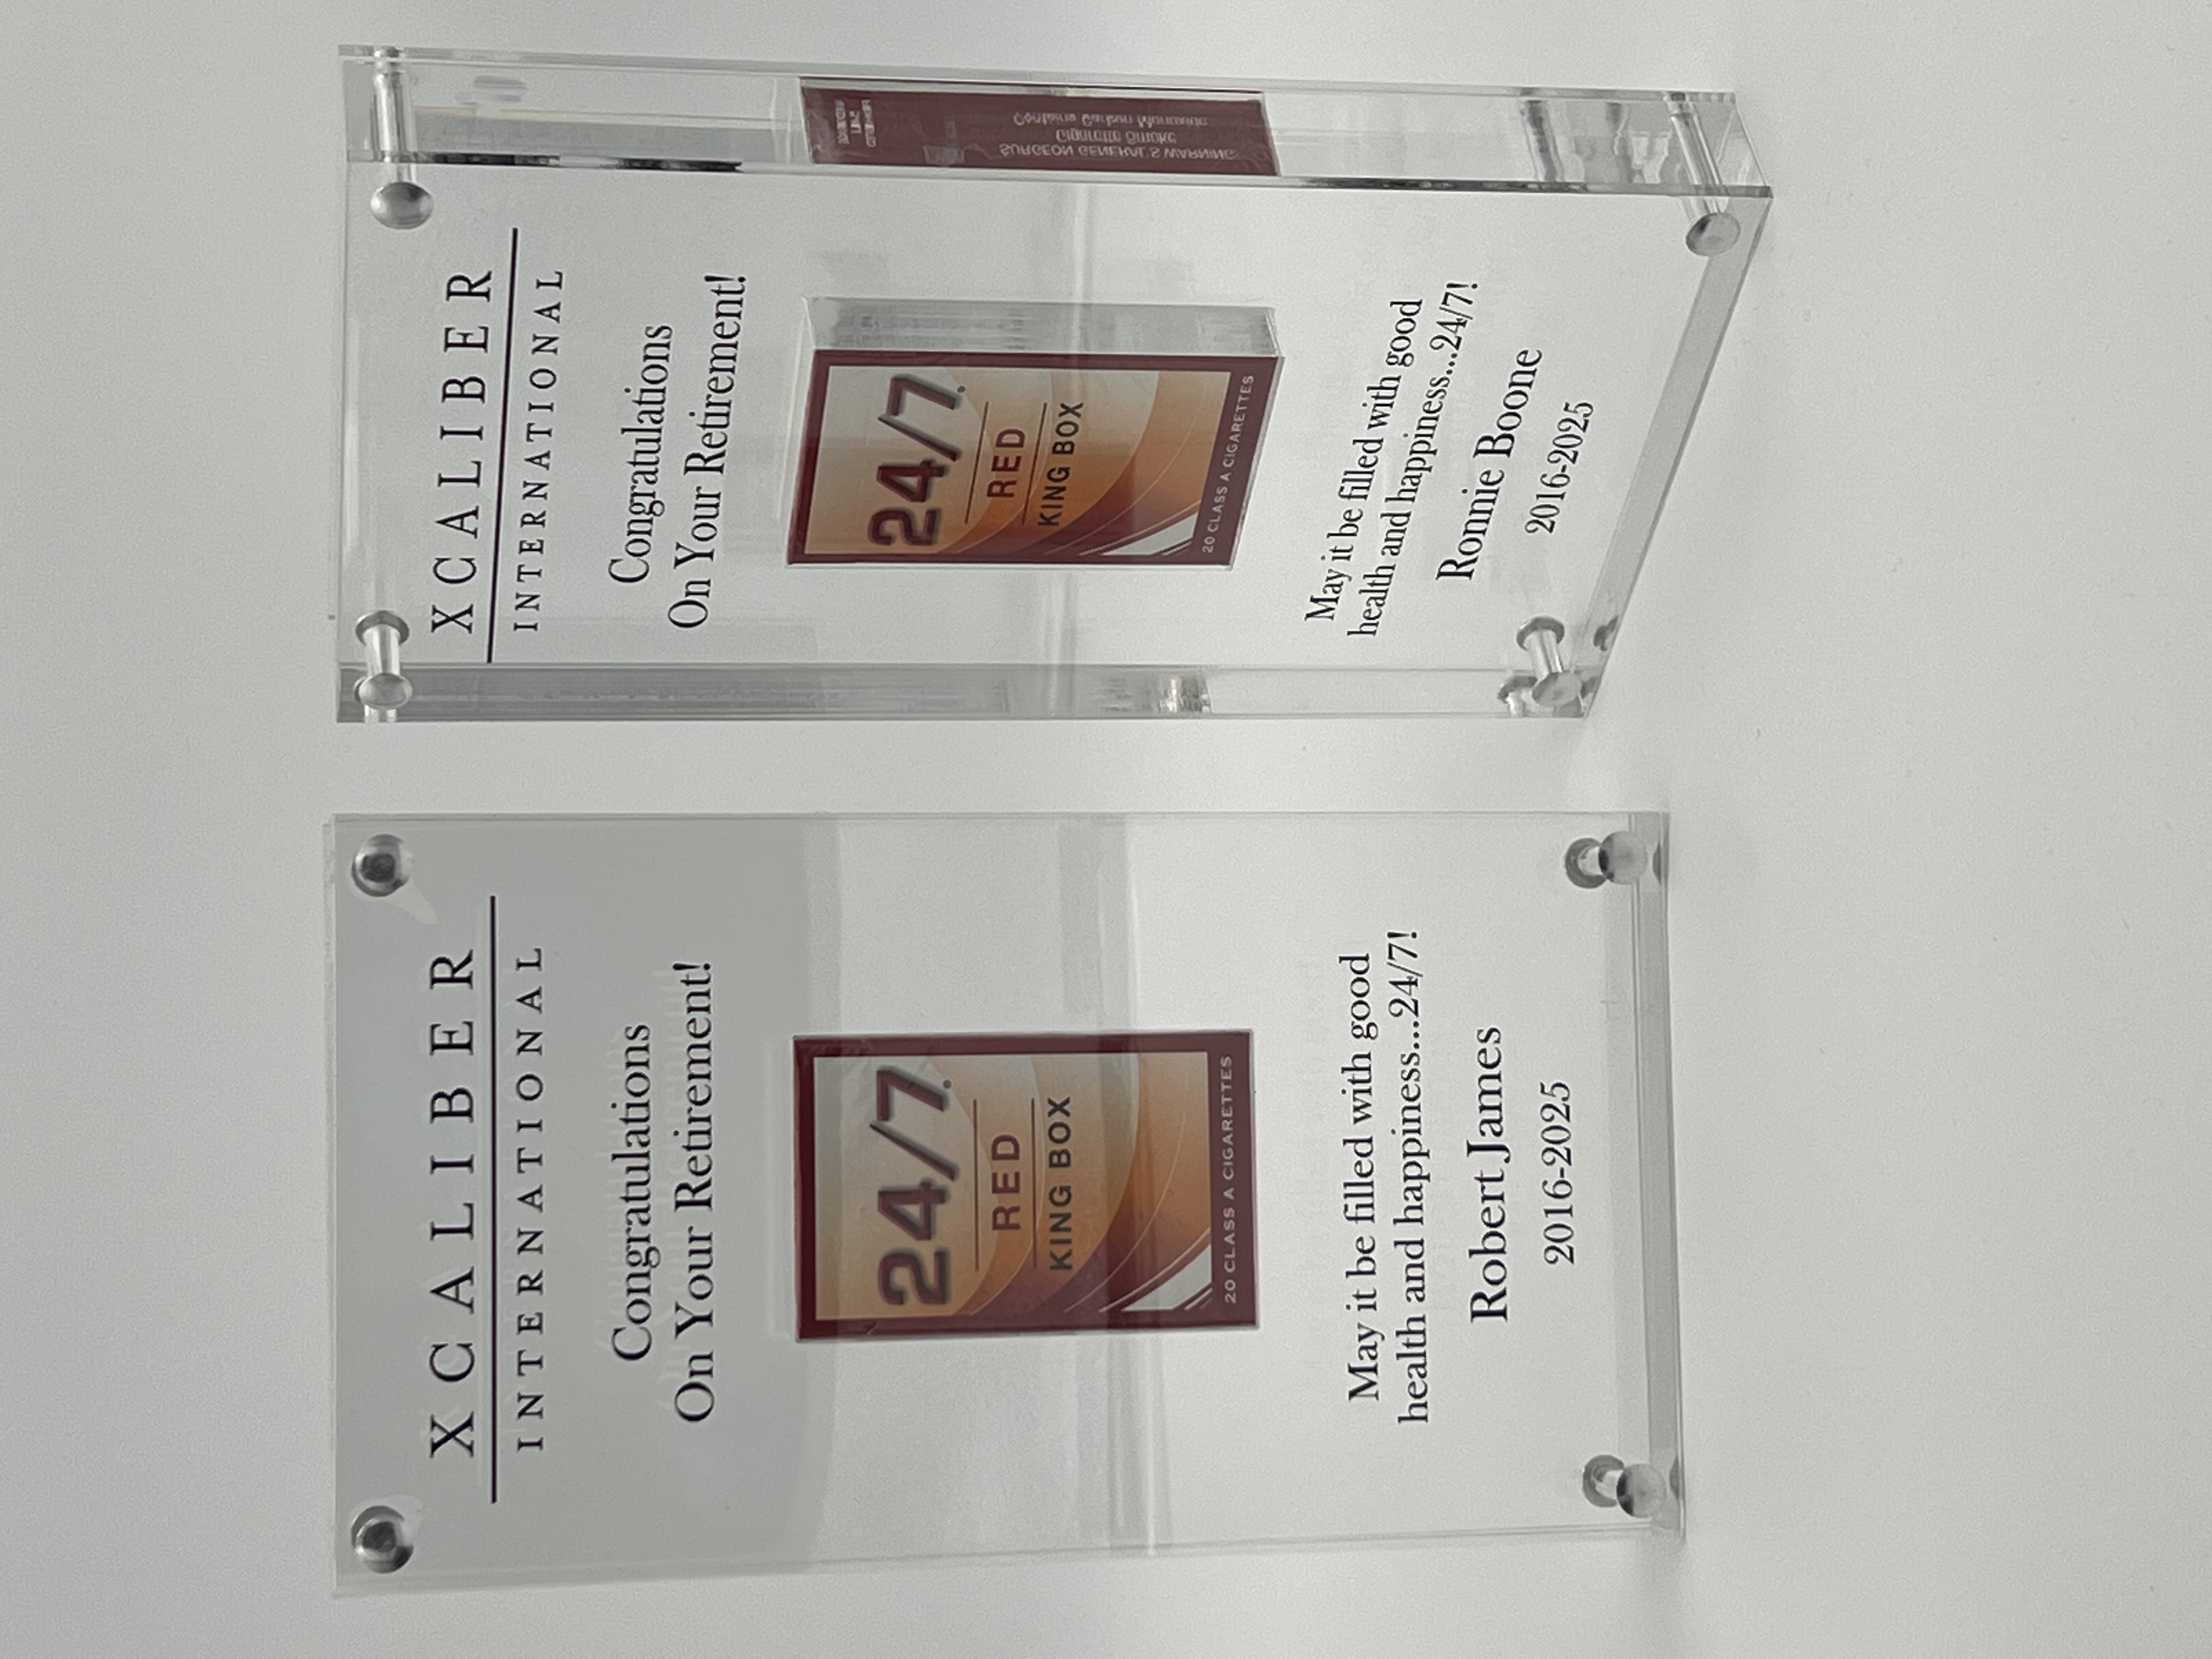 XCALIBER
INTERNATIONAL
Congratulations
On Your Retirement!
24/7
RED
KING BOX
20 CLASS A CIGARETTES
May it be filled with good
health and happiness...24/7!
Robert James
2016-2025
XCALIBER
INTERNATIONAL
Congratulations
On Your Retirement!
24/7
RED
KING BOX
20 CLASS A CIGARETTES
May it be filled with good
health and happiness...24/7!
Ronnie Boone
2016-2025
SURGEON GENERAL'S WARNING:
Cigarette Smoke
Contains Carbon Monoxide